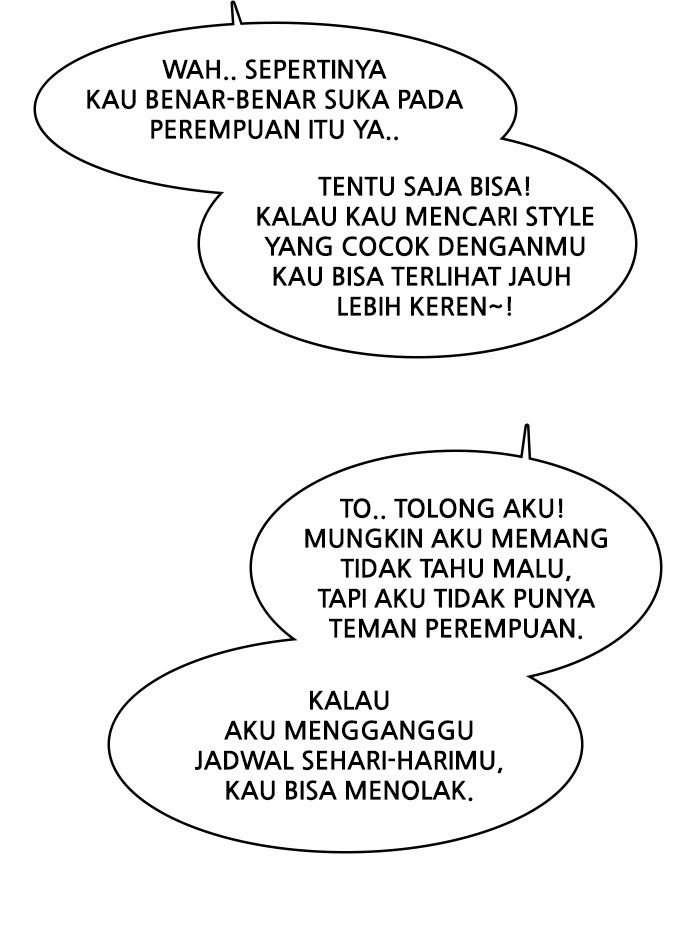 WAH.. SEPERTINYA
KAU BENAR-BENAR SUKA PADA
PEREMPUAN ITU YA..
TENTU SAJA BISA!
KALAU KAU MENCARI STYLE
YANG COCOK DENGANMU
KAU BISA TERLIHAT JAUH
LEBIH KEREN~!
TO.. TOLONG AKU!
MUNGKIN AKU MEMANG
TIDAK TAHU MALU,
TAPI AKU TIDAK PUNYA
TEMAN PEREMPUAN.
KALAU
AKU MENGGANGGU
JADWAL SEHARI-HARIMU,
KAU BISA MENOLAK.